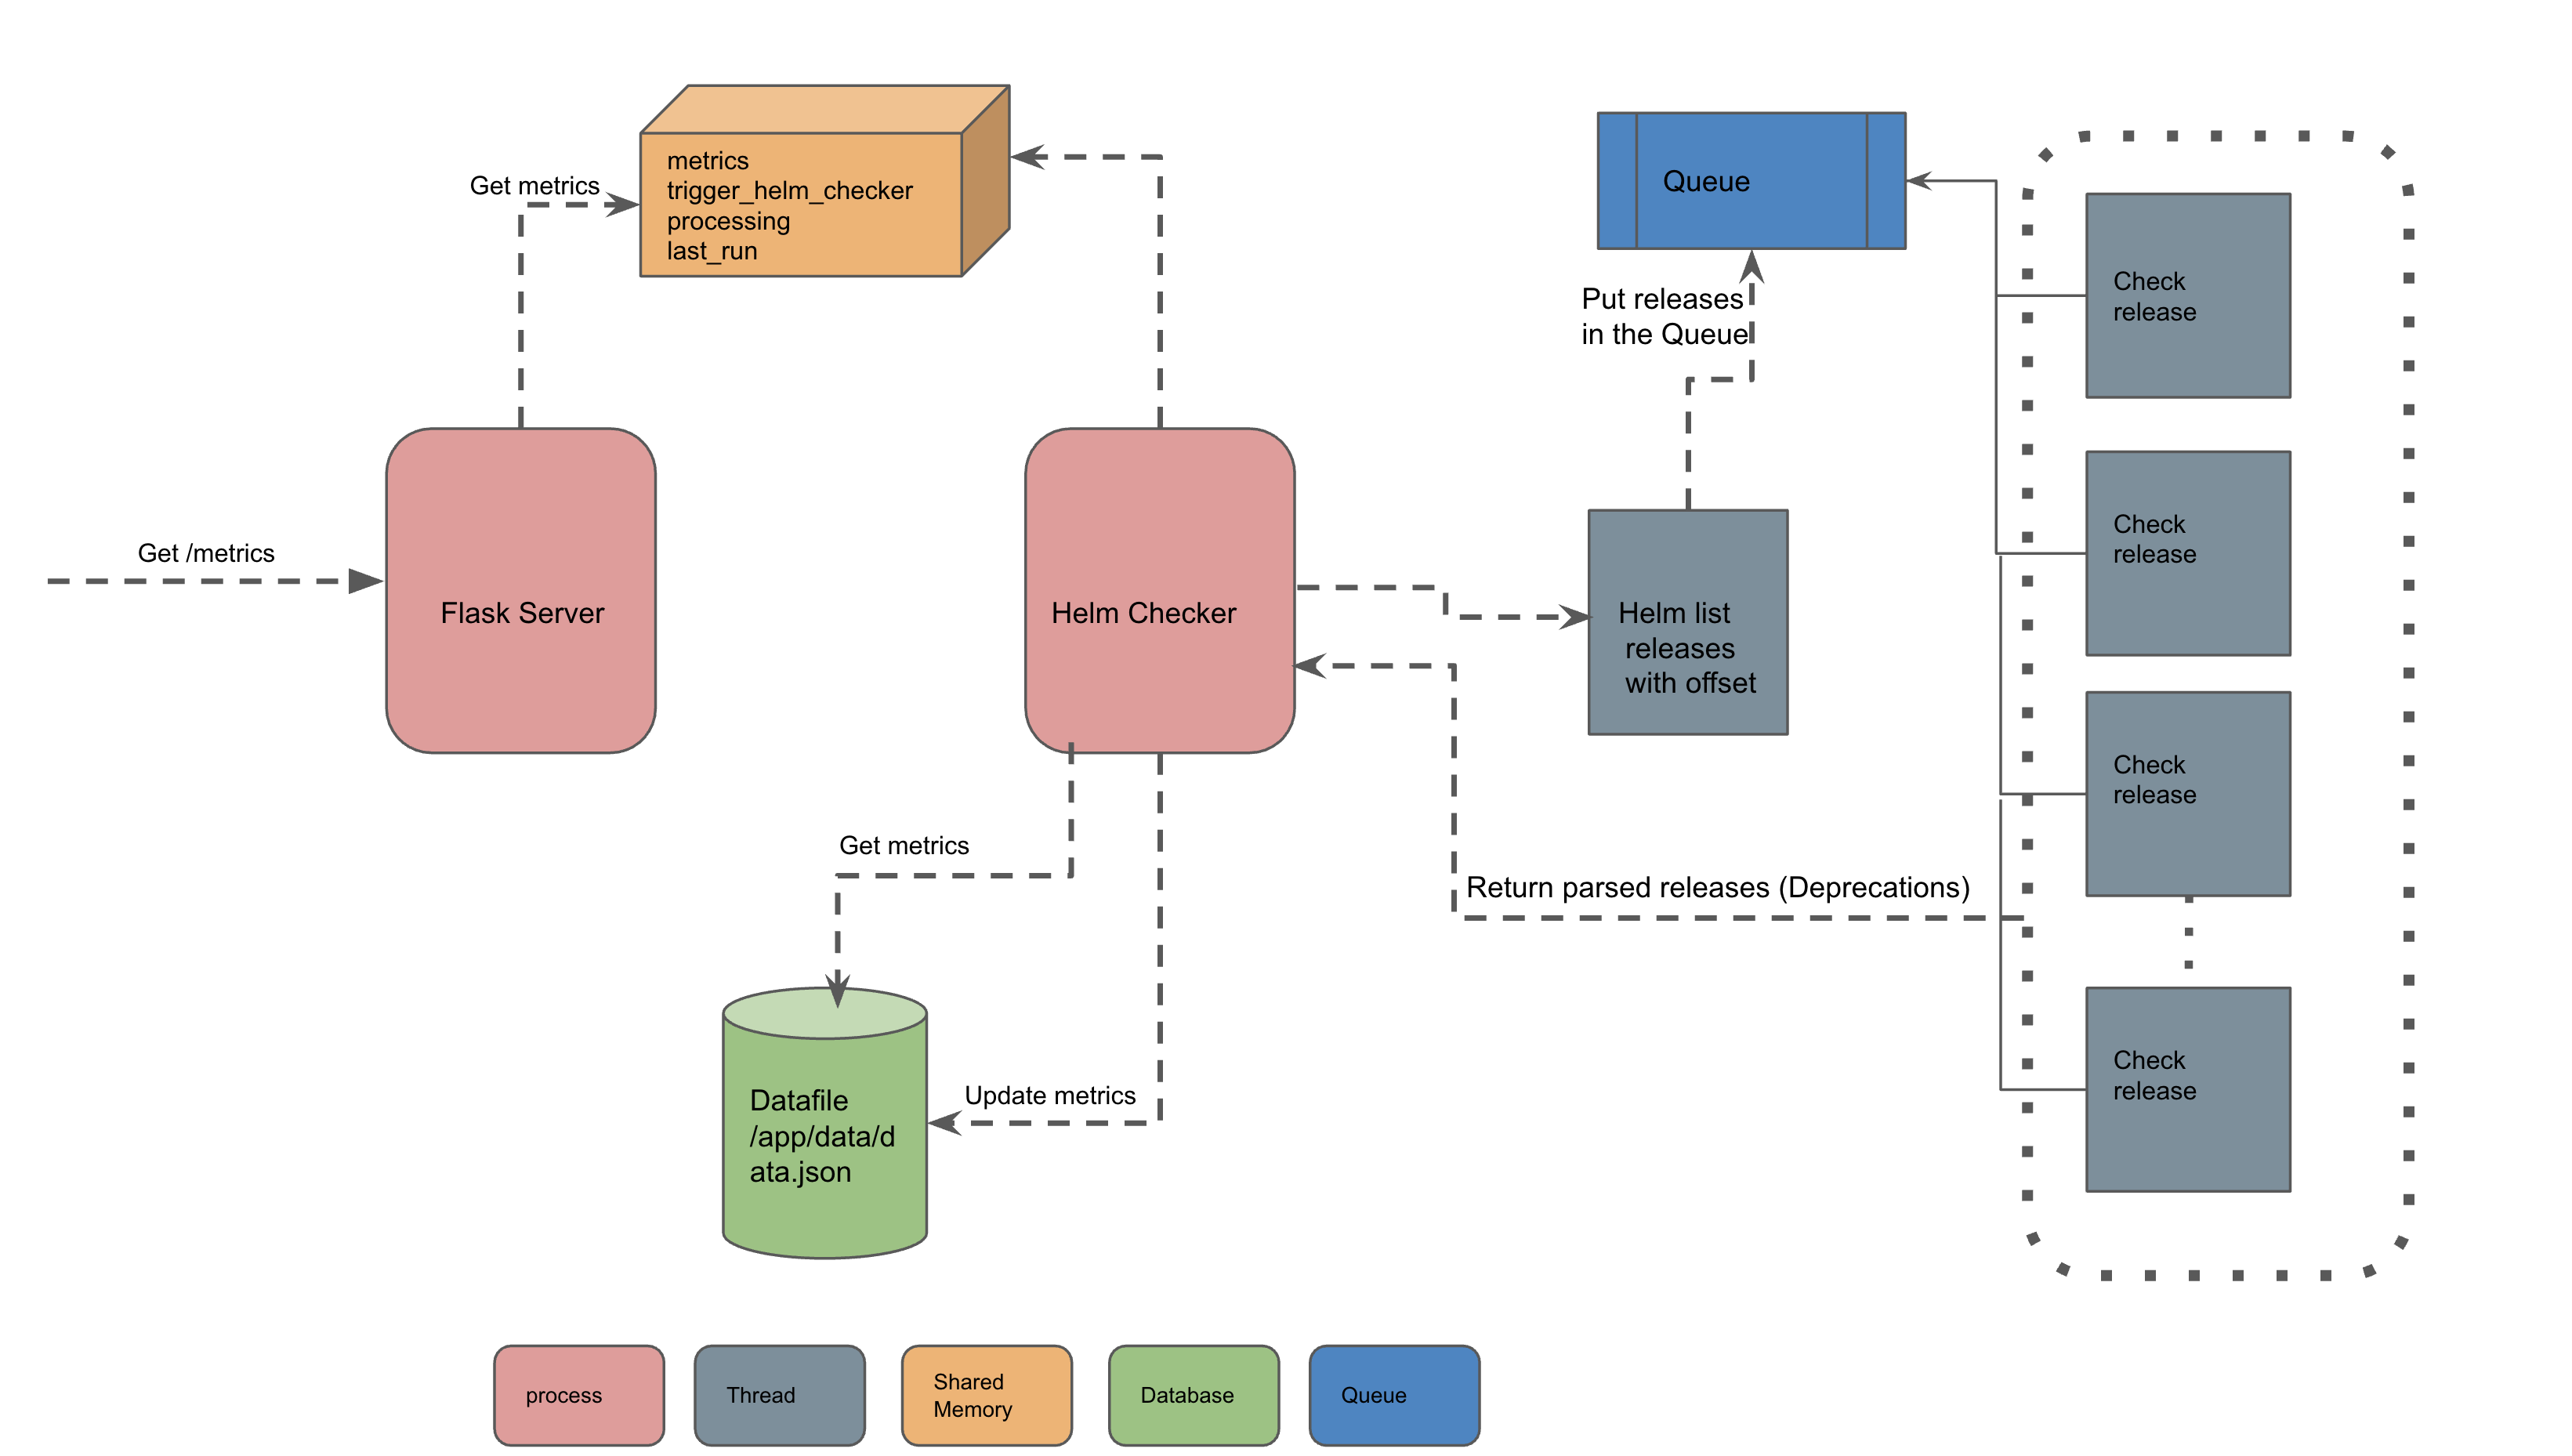 Get metrics
metrics
trigger_helm_checker
processing
last_run
Queue
Put releases
in the Queue
Check
release
Check
release
Check
release
Check
release
Get /metrics
Flask Server
Helm Checker
Helm list
releases
with offset
Get metrics
Return parsed releases (Deprecations)
Update metrics
Datafile
/app/data/d
ata.json
process
Thread
Shared
Memory
Database
Queue